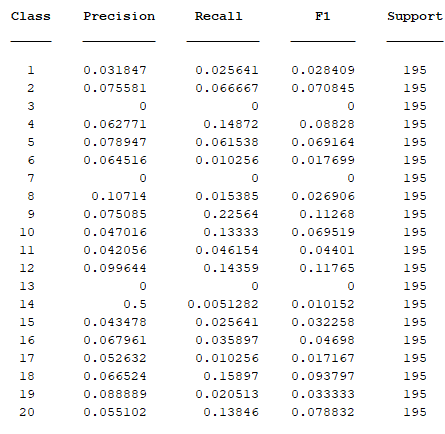 Class Precision Recall F1 Support
1 0.031847 0.025641 0.028409 195
2 0.075581 0.066667 0.070845 195
3 0 0 0 195
4 0.062771 0.14872 0.08828 195
5 0.078947 0.061538 0.069164 195
6 0.064516 0.010256 0.017699 195
7 0 0 0 195
8 0.10714 0.015385 0.026906 195
9 0.075085 0.22564 0.11268 195
10 0.047016 0.13333 0.069519 195
11 0.042056 0.046154 0.04401 195
12 0.099644 0.14359 0.11765 195
13 0 0 0 195
14 0.5 0.0051282 0.010152 195
15 0.043478 0.025641 0.032258 195
16 0.067961 0.035897 0.04698 195
17 0.052632 0.010256 0.017167 195
18 0.066524 0.15897 0.093797 195
19 0.088889 0.020513 0.033333 195
20 0.055102 0.13846 0.078832 195